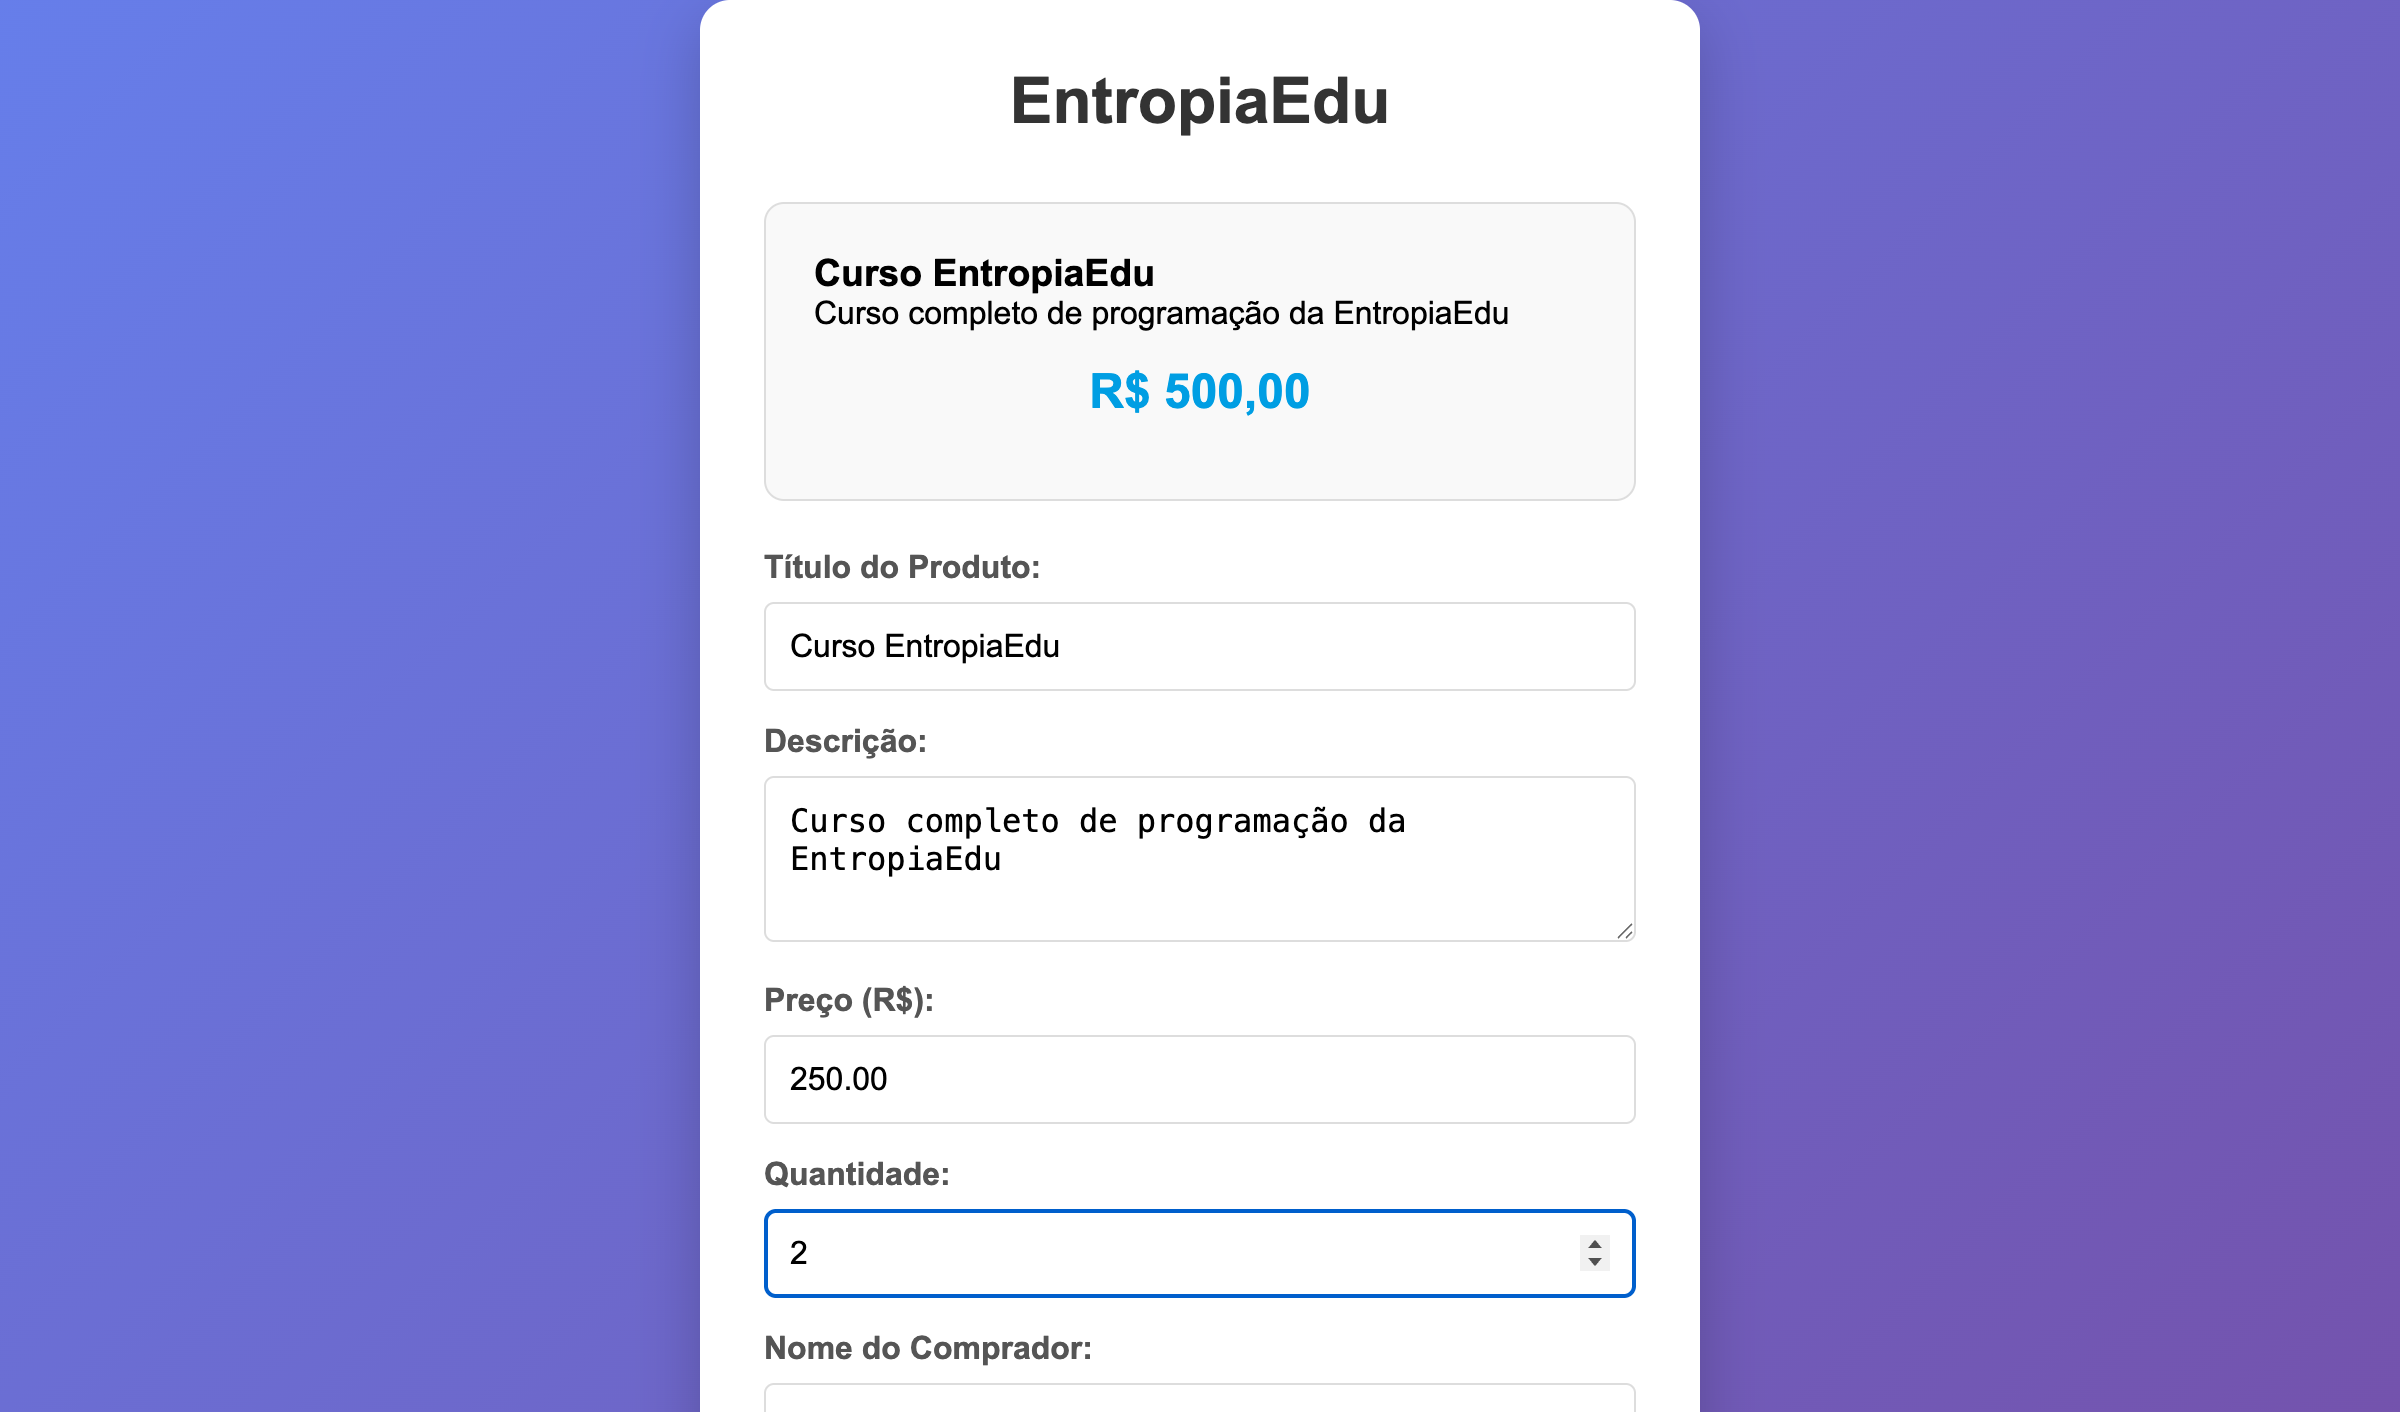 EntropiaEdu
Curso EntropiaEdu
Curso completo de programação da EntropiaEdu
R$ 500,00
Título do Produto:
Curso EntropiaEdu
Descrição:
Curso completo de programação da
EntropiaEdu
Preço (R$):
250.00
Quantidade:
2
Nome do Comprador: